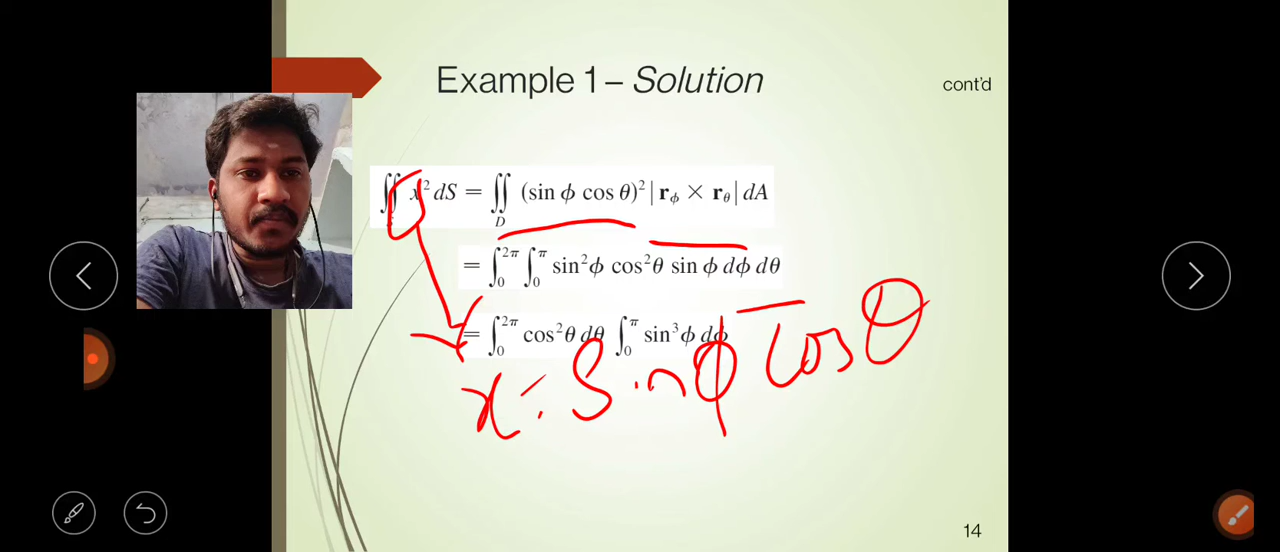 Example 1 – Solution
cont'd
∬ x² dS = ∬_D (sin ϕ cos θ)² |r_ϕ × r_θ| dA
= ∫₀^{2π} ∫₀^π sin²ϕ cos²θ sin ϕ dϕ dθ
= ∫₀^{2π} cos²θ dθ ∫₀^π sin³ϕ dϕ
x = Sin ϕ Cos θ
14